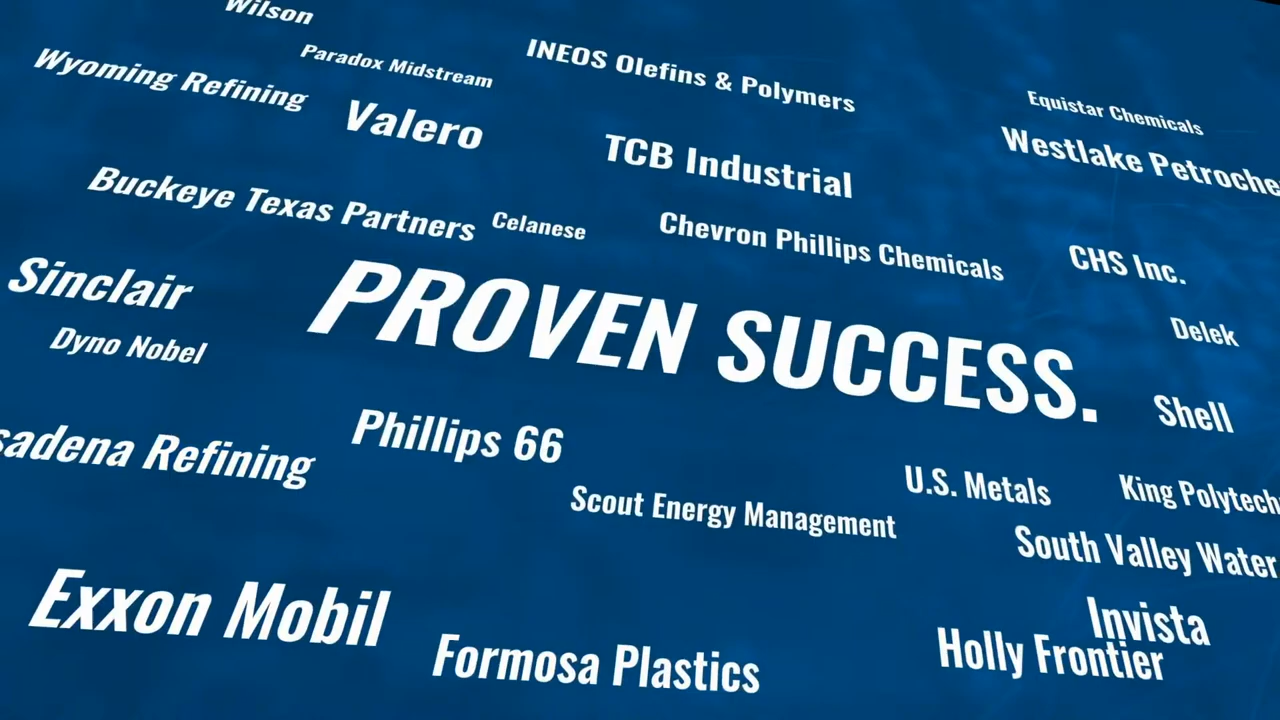 Wilson
Paradox Midstream
INEOS Olefins & Polymers
Wyoming Refining
Valero
Equistar Chemicals
TCB Industrial
Westlake Petroche
Buckeye Texas Partners
Celanese
Chevron Phillips Chemicals
CHS Inc.
Sinclair
PROVEN SUCCESS.
Delek
Dyno Nobel
Shell
Phillips 66
sadena Refining
U.S. Metals
King Polytech
Scout Energy Management
South Valley Water
Exxon Mobil
Invista
Formosa Plastics
Holly Frontier